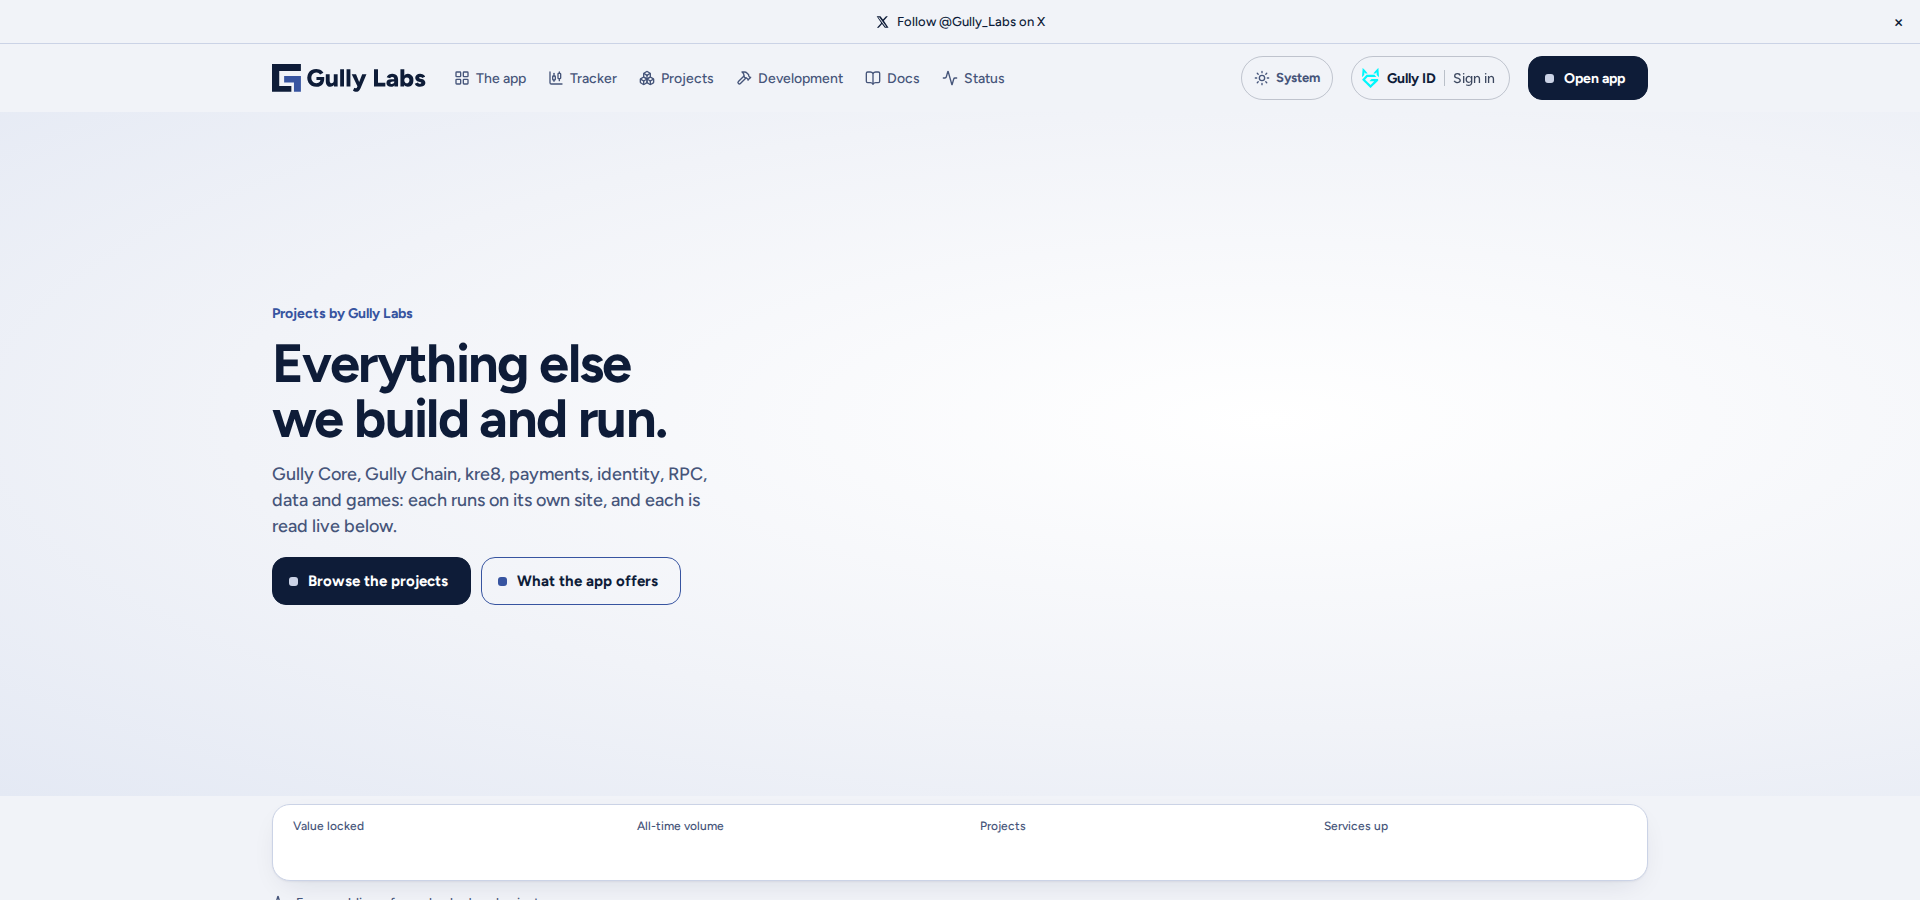 Follow @Gully_Labs on X
×
Gully Labs
The app
Tracker
Projects
Development
Docs
Status
System
Gully ID
Sign in
Open app
Projects by Gully Labs
Everything else
we build and run.
Gully Core, Gully Chain, kre8, payments, identity, RPC,
data and games: each runs on its own site, and each is
read live below.
Browse the projects
What the app offers
Value locked
All-time volume
Projects
Services up